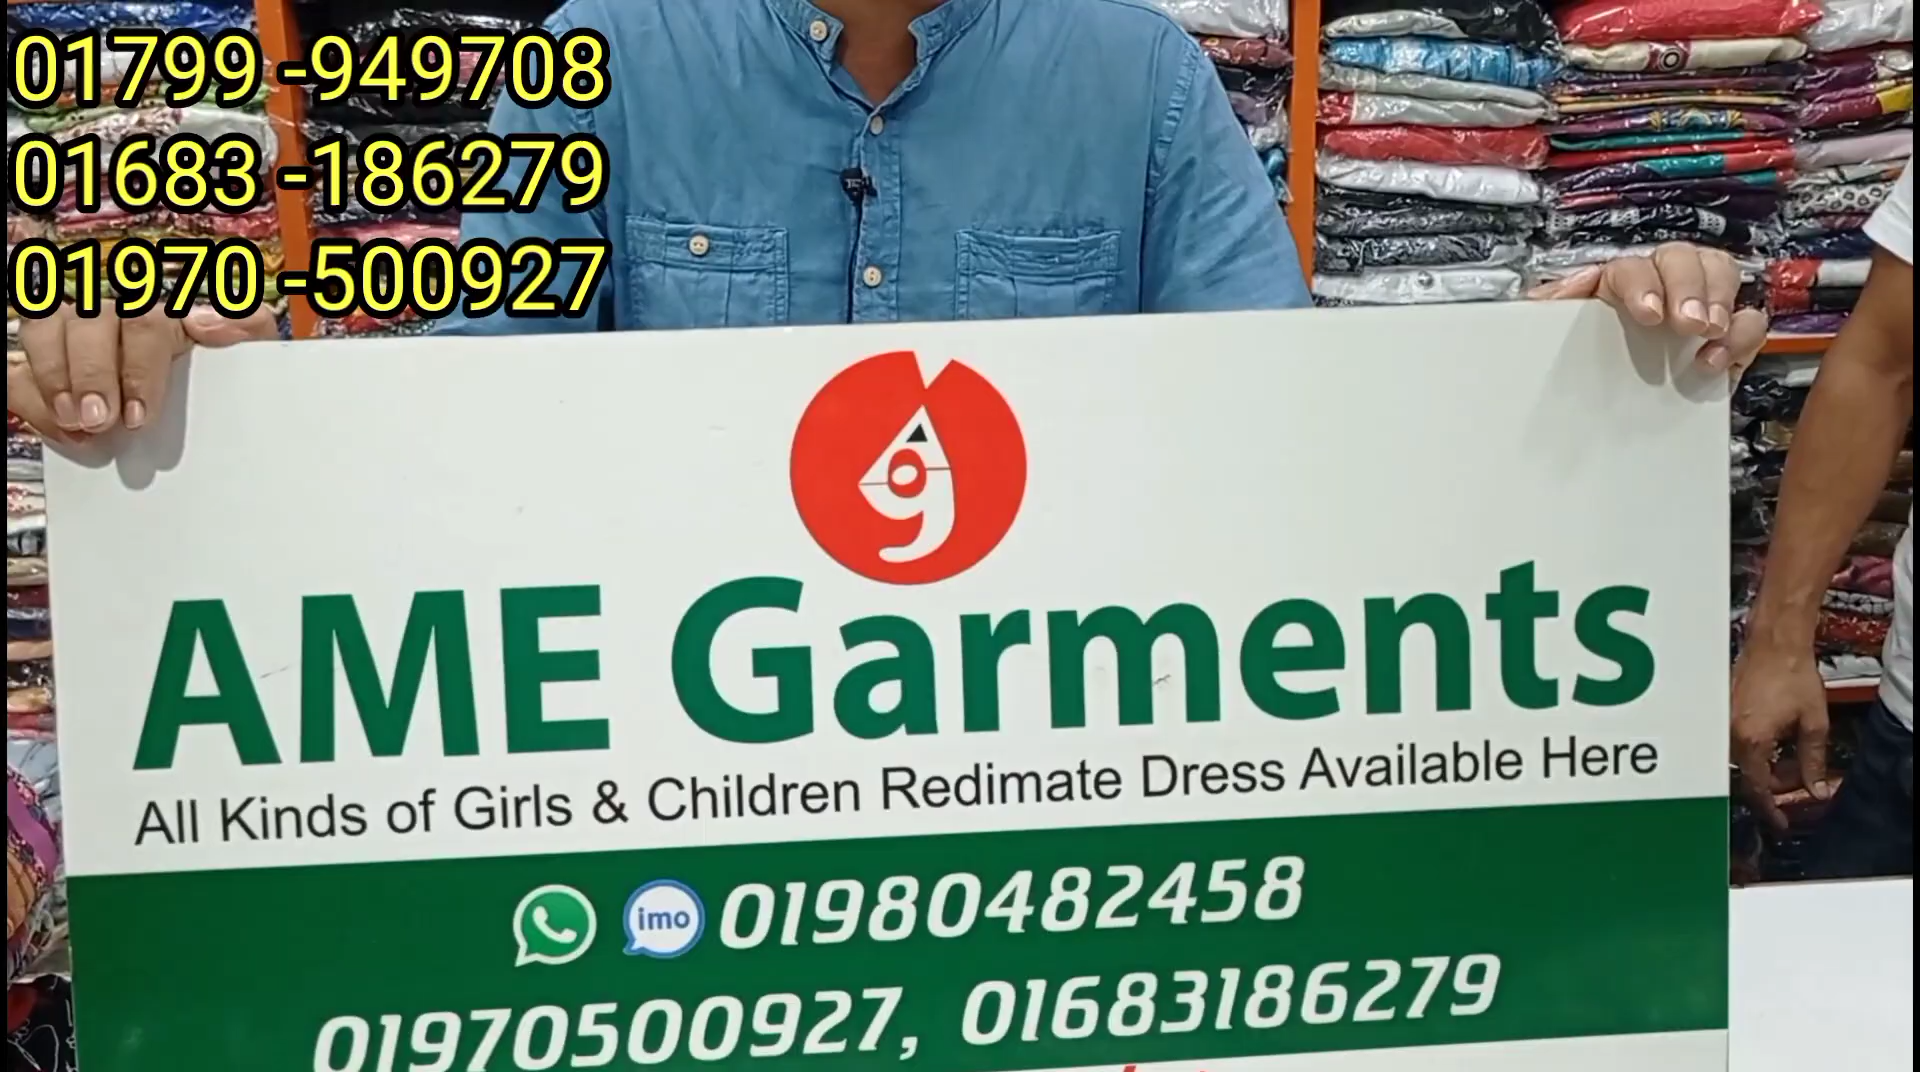 01799 -949708
01683 -186279
01970 -500927
AME Garments
All Kinds of Girls & Children Redimate Dress Available Here
imo 01980482458
01970500927, 01683186279